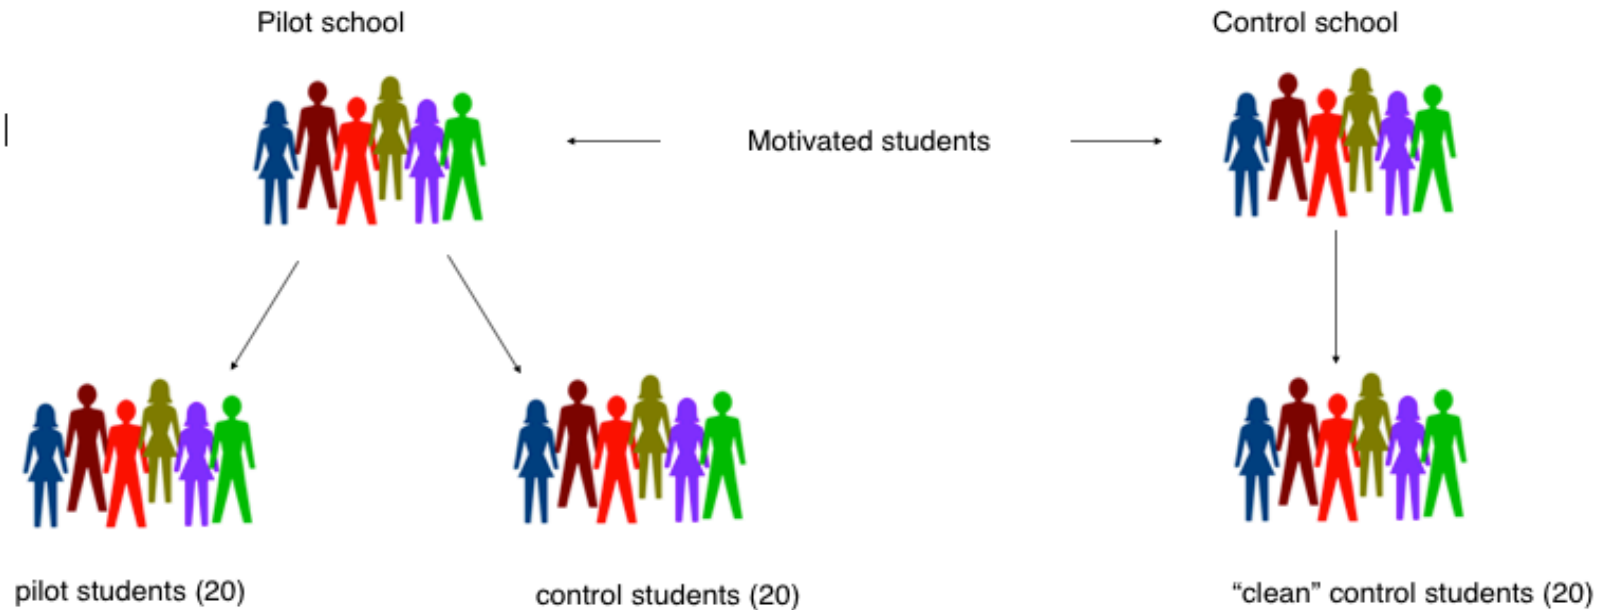 Pilot school
Control school
Motivated students
pilot students (20)
control students (20)
“clean” control students (20)